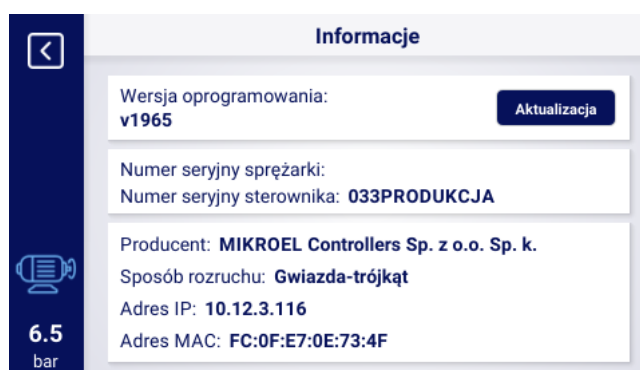 Informacje
Wersja oprogramowania:
v1965
Aktualizacja
Numer seryjny sprężarki:
Numer seryjny sterownika: 033PRODUKCJA
Producent: MIKROEL Controllers Sp. z o.o. Sp. k.
Sposób rozruchu: Gwiazda-trójkąt
Adres IP: 10.12.3.116
Adres MAC: FC:0F:E7:0E:73:4F
6.5
bar